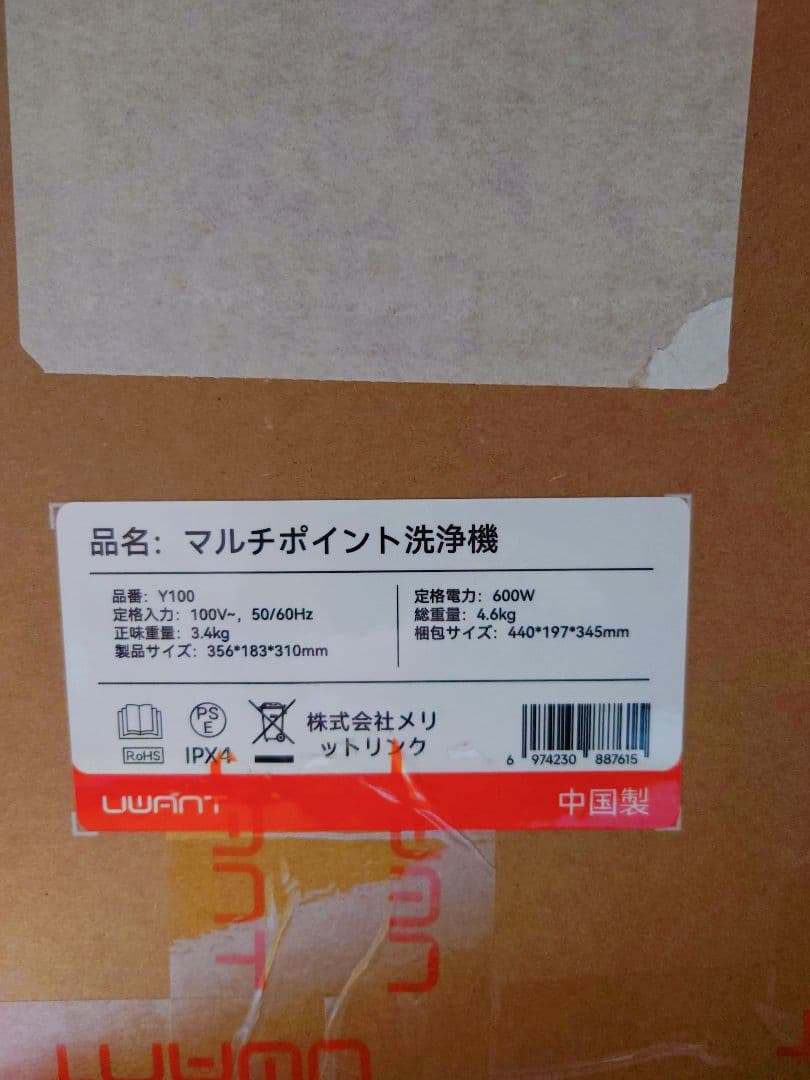 品名：マルチポイント洗浄機
品番：Y100
定格入力：100V~, 50/60Hz
正味重量：3.4kg
製品サイズ：356*183*310mm
定格電力：600W
総重量：4.6kg
梱包サイズ：440*197*345mm
PS
E
RoHS
IPX4
株式会社メリ
ットリンク
6 974230 887615
UWANT
中国製
UWANT